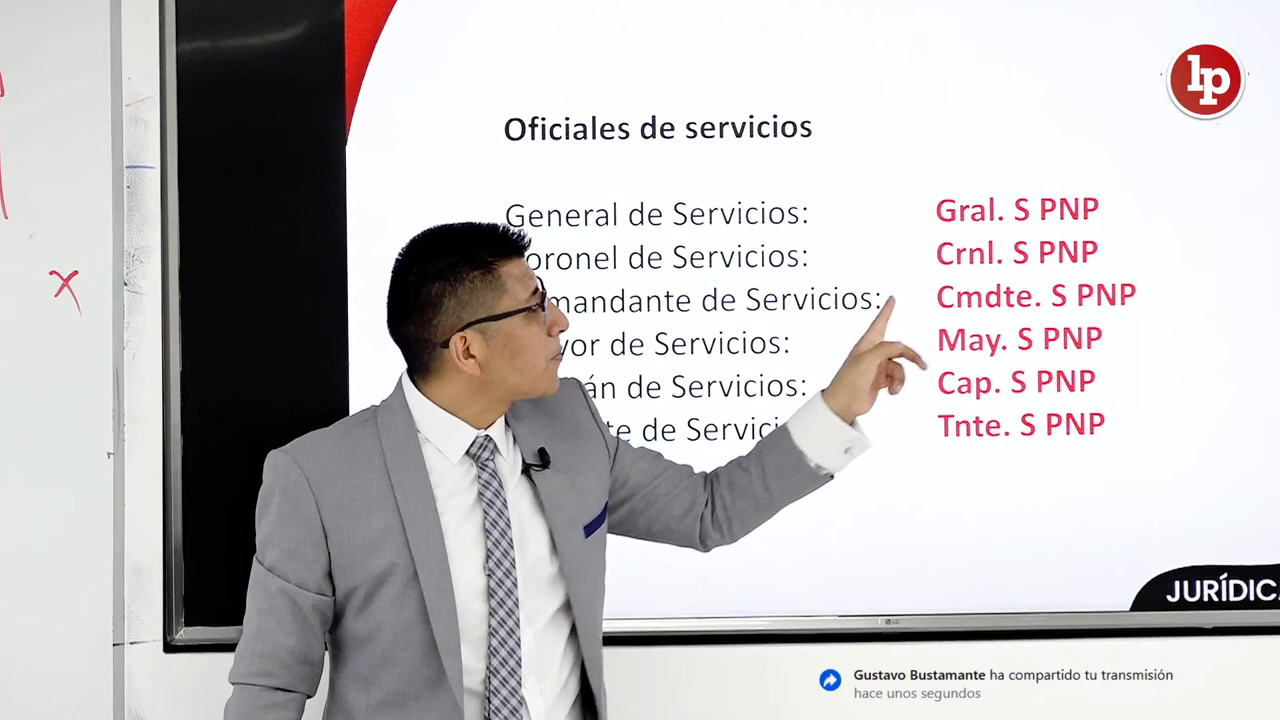 lp
Oficiales de servicios
General de Servicios: Gral. S PNP
oronel de Servicios: Crnl. S PNP
mandante de Servicios: Cmdte. S PNP
yor de Servicios: May. S PNP
án de Servicios: Cap. S PNP
te de Servici Tnte. S PNP
JURÍDIC
LG
Gustavo Bustamante ha compartido tu transmisión
hace unos segundos